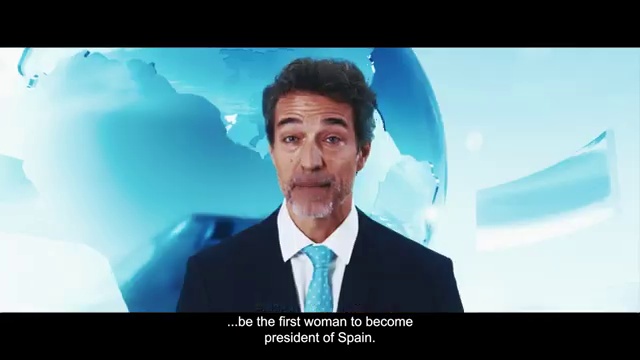 ...be the first woman to become
president of Spain.